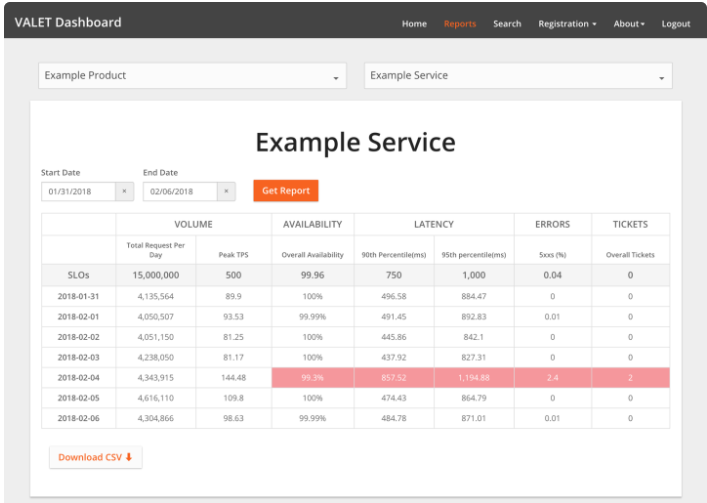 VALET Dashboard Home Reports Search Registration About Logout
Example Product Example Service
Example Service
Start Date End Date
01/31/2018 × 02/06/2018 × Get Report
VOLUME AVAILABILITY LATENCY ERRORS TICKETS
Total Request Per Day Peak TPS Overall Availability 90th Percentile(ms) 95th percentile(ms) 5xxs (%) Overall Tickets
SLOs 15,000,000 500 99.96 750 1,000 0.04 0
2018-01-31 4,135,564 89.9 100% 496.58 884.47 0 0
2018-02-01 4,050,507 93.53 99.99% 491.45 892.83 0.01 0
2018-02-02 4,051,150 81.25 100% 445.86 842.1 0 0
2018-02-03 4,238,050 81.17 100% 437.92 827.31 0 0
2018-02-04 4,343,915 144.48 99.3% 857.52 1,194.88 2.4 2
2018-02-05 4,616,110 109.8 100% 474.43 864.79 0 0
2018-02-06 4,304,866 98.63 99.99% 484.78 871.01 0.01 0
Download CSV